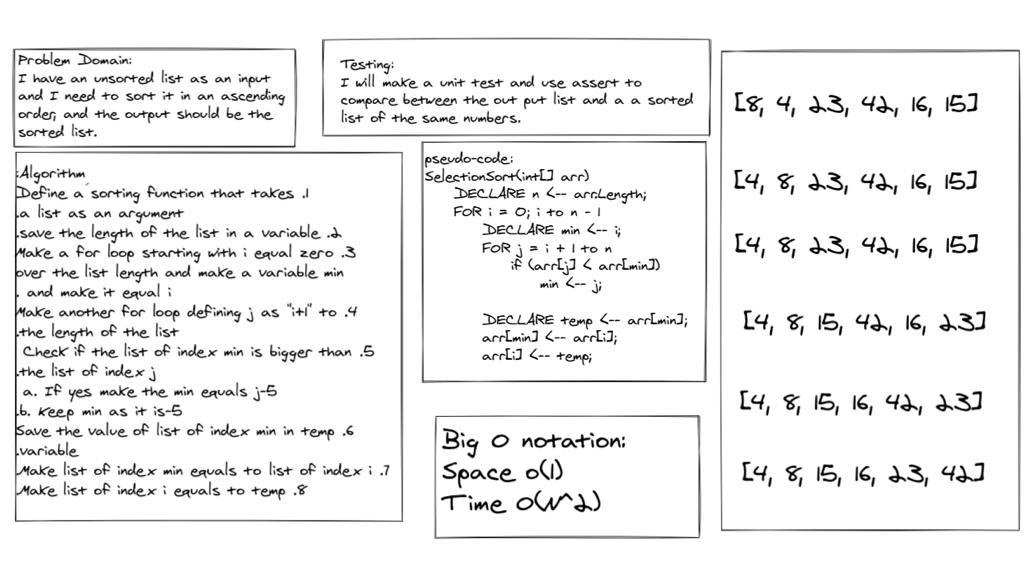 Problem Domain:
I have an unsorted list as an input
and I need to sort it in an ascending
order, and the output should be the
sorted list.
Testing:
I will make a unit test and use assert to
compare between the out put list and a a sorted
list of the same numbers.
:Algorithm
Define a sorting function that takes .1
.a list as an argument
.save the length of the list in a variable .2
Make a for loop starting with i equal zero .3
over the list length and make a variable min
. and make it equal i
Make another for loop defining j as "i+1" to .4
.the length of the list
Check if the list of index min is bigger than .5
.the list of index j
a. If yes make the min equals j-5
.b. Keep min as it is-5
Save the value of list of index min in temp .6
.variable
Make list of index min equals to list of index i .7
Make list of index i equals to temp .8
pseudo-code:
SelectionSort(int[] arr)
DECLARE n <-- arr.Length;
FOR i = 0; i to n - 1
DECLARE min <-- i;
FOR j = i + 1 to n
if (arr[j] < arr[min])
min <-- j;
DECLARE temp <-- arr[min];
arr[min] <-- arr[i];
arr[i] <-- temp;
Big O notation:
Space o(1)
Time O(N^2)
[8, 4, 23, 42, 16, 15]
[4, 8, 23, 42, 16, 15]
[4, 8, 23, 42, 16, 15]
[4, 8, 15, 42, 16, 23]
[4, 8, 15, 16, 42, 23]
[4, 8, 15, 16, 23, 42]